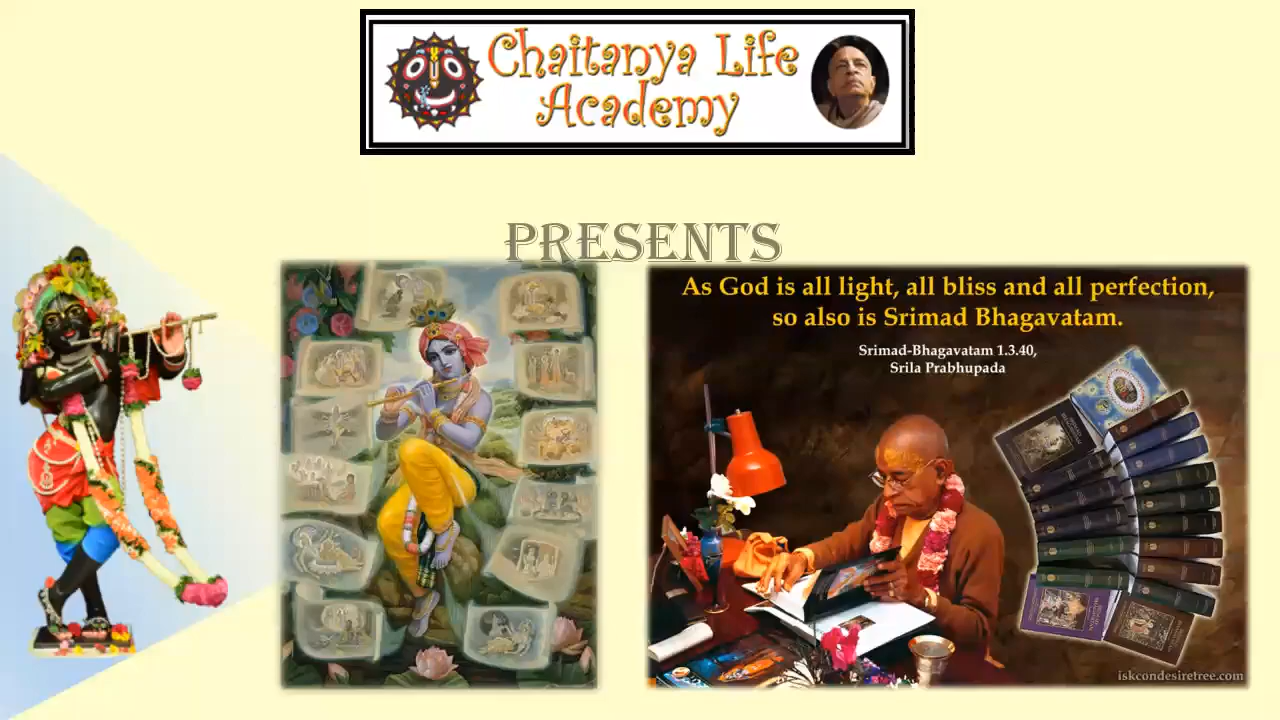 Chaitanya Life
Academy
PRESENTS
As God is all light, all bliss and all perfection,
so also is Srimad Bhagavatam.
Srimad-Bhagavatam 1.3.40,
Srila Prabhupada
iskcondesiretree.com